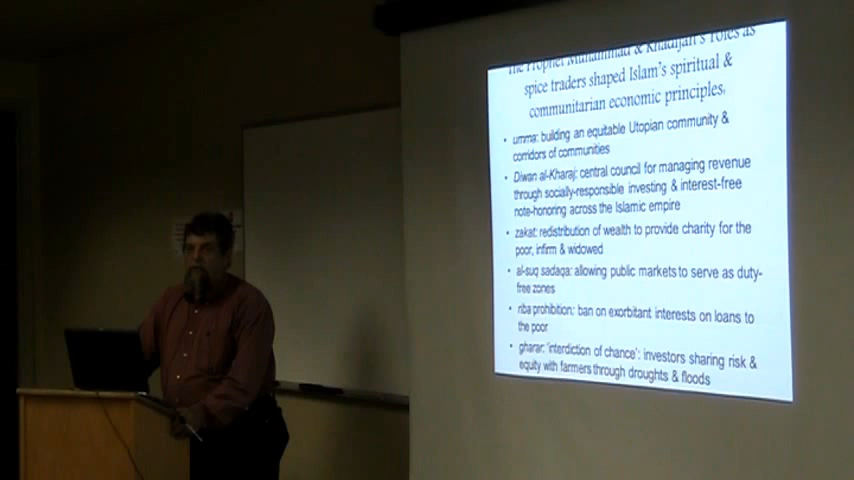 The Prophet Muhammad & Khadijah's roles as
spice traders shaped Islam's spiritual &
communitarian economic principles:
• umma: building an equitable Utopian community &
corridors of communities
• Diwan al-Kharaj: central council for managing revenue
through socially-responsible investing & interest-free
note-honoring across the Islamic empire
• zakat: redistribution of wealth to provide charity for the
poor, infirm & widowed
• al-suq sadaqa: allowing public markets to serve as duty-
free zones
• riba prohibition: ban on exorbitant interests on loans to
the poor
• gharar: 'interdiction of chance': investors sharing risk &
equity with farmers through droughts & floods